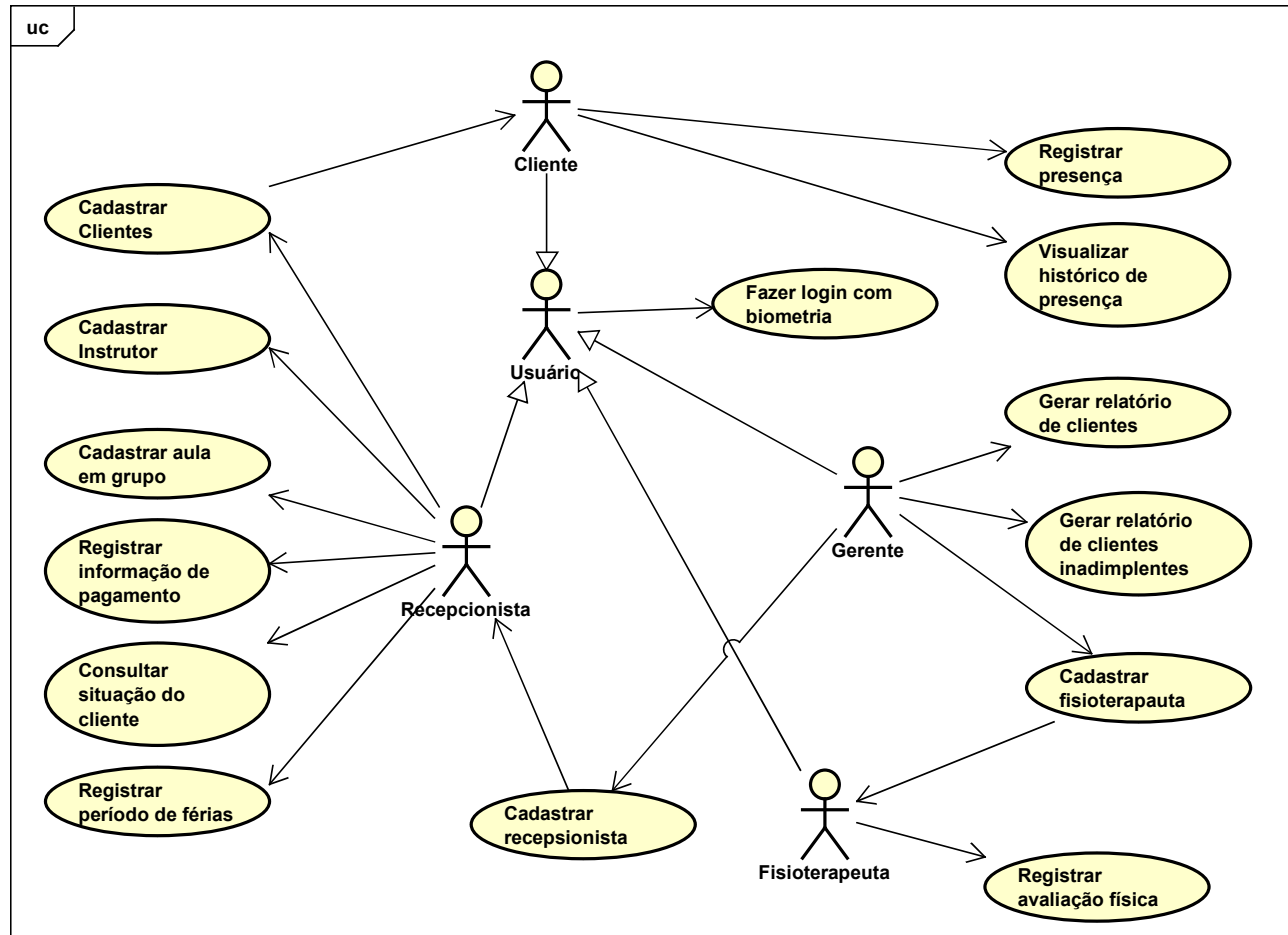 uc
Cliente
Registrar
presença
Cadastrar
Clientes
Visualizar
histórico de
presença
Fazer login com
biometria
Cadastrar
Instrutor
Usuário
Gerar relatório
de clientes
Cadastrar aula
em grupo
Gerente
Gerar relatório
de clientes
inadimplentes
Registrar
informação de
pagamento
Recepcionista
Consultar
situação do
cliente
Cadastrar
fisioterapauta
Registrar
período de férias
Cadastrar
recepsionista
Fisioterapeuta
Registrar
avaliação física